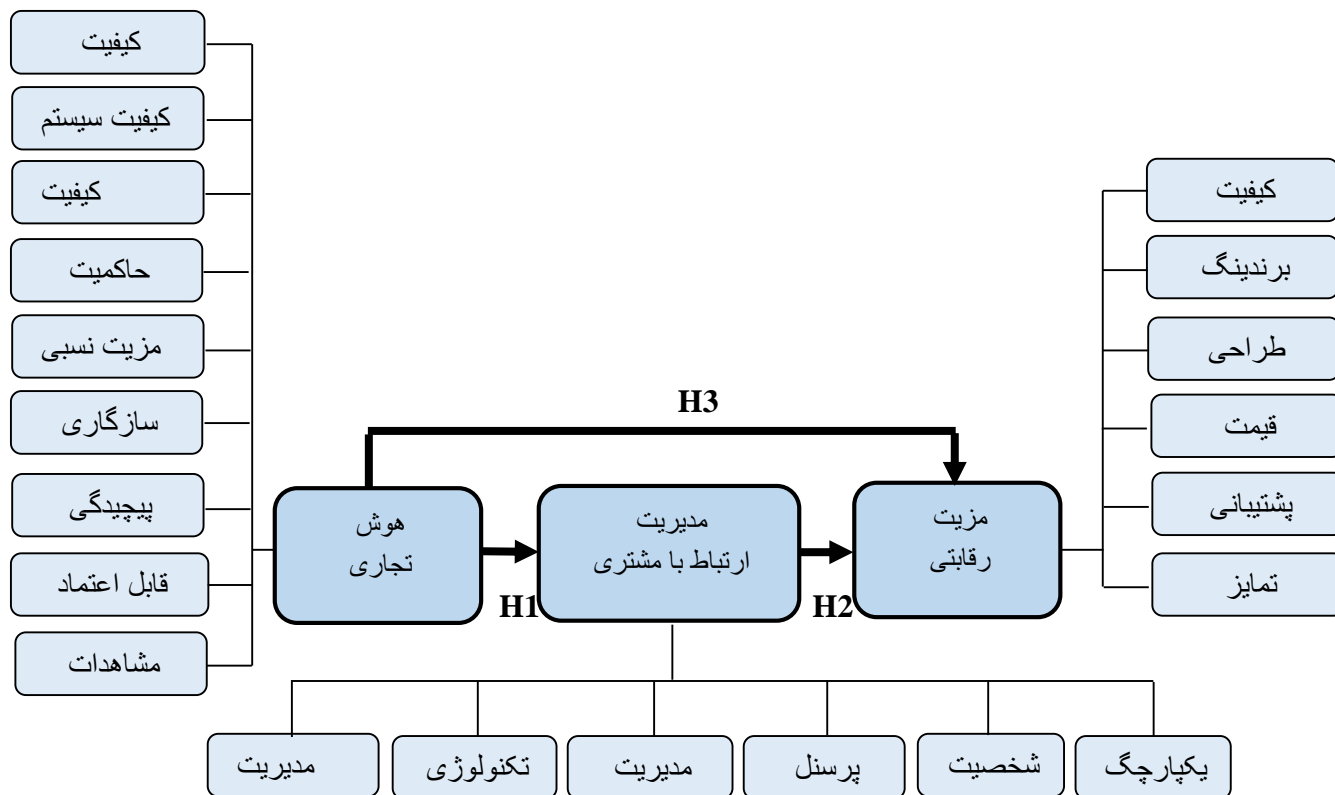 کیفیت
کیفیت سیستم
کیفیت
حاکمیت
مزیت نسبی
سازگاری
پیچیدگی
قابل اعتماد
مشاهدات
کیفیت
برندینگ
طراحی
قیمت
پشتیبانی
تمایز
H3
هوش
تجاری
مدیریت
ارتباط با مشتری
مزیت
رقابتی
H1
H2
مدیریت
تکنولوژی
مدیریت
پرسنل
شخصیت
یکپارچگ